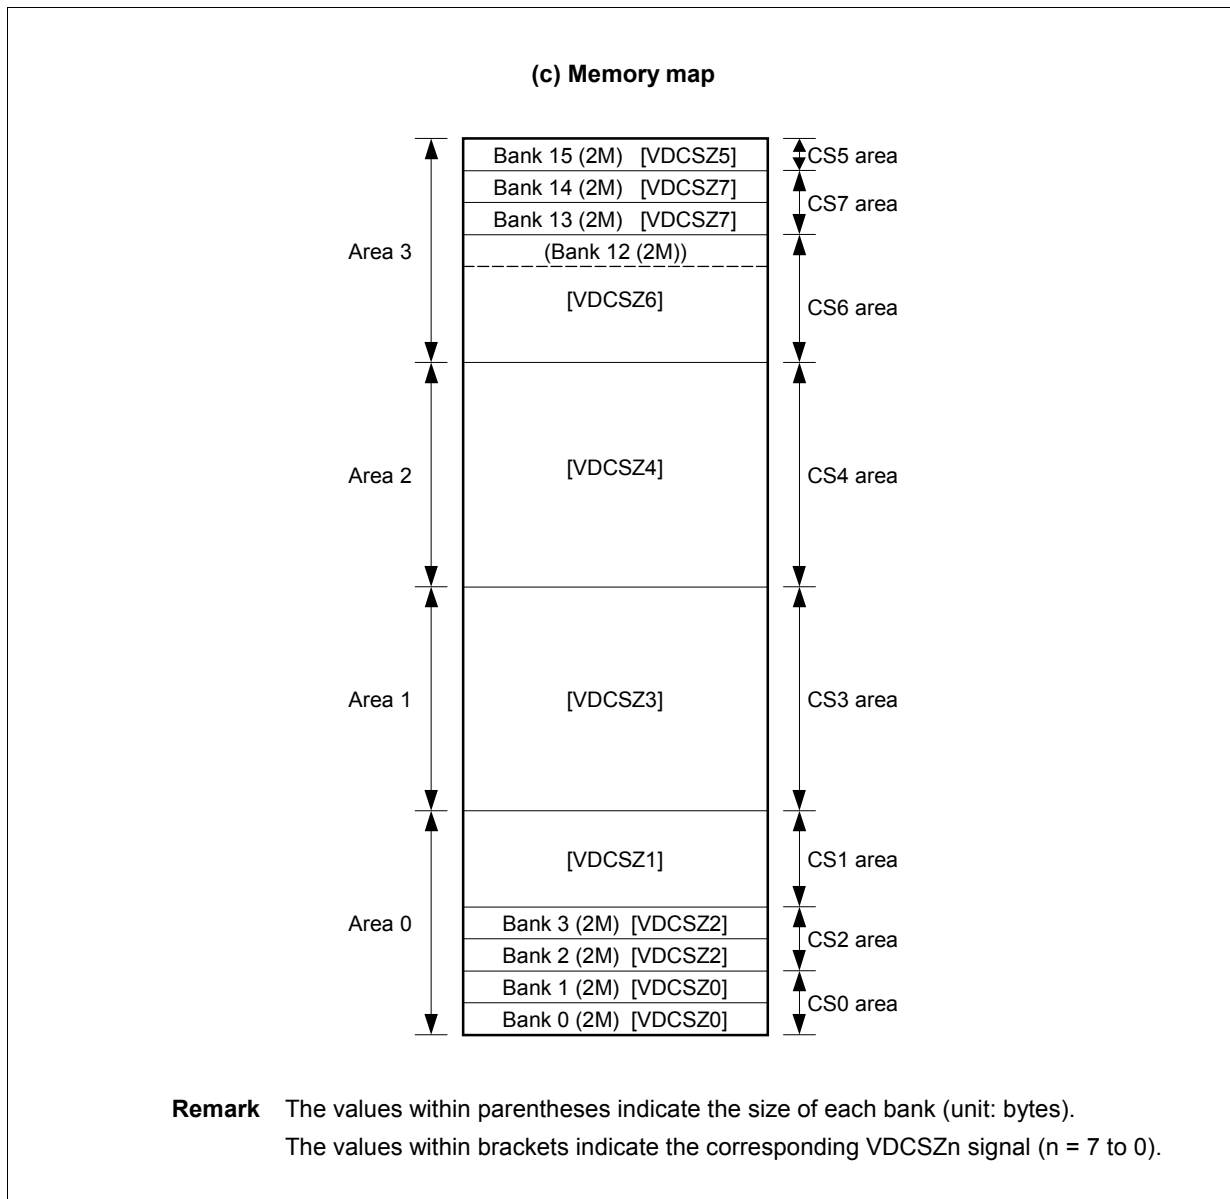 (c) Memory map
Bank 15 (2M) [VDCSZ5]
CS5 area
Bank 14 (2M) [VDCSZ7]
CS7 area
Bank 13 (2M) [VDCSZ7]
Area 3
(Bank 12 (2M))
[VDCSZ6]
CS6 area
Area 2
[VDCSZ4]
CS4 area
Area 1
[VDCSZ3]
CS3 area
[VDCSZ1]
CS1 area
Area 0
Bank 3 (2M) [VDCSZ2]
CS2 area
Bank 2 (2M) [VDCSZ2]
Bank 1 (2M) [VDCSZ0]
CS0 area
Bank 0 (2M) [VDCSZ0]
Remark The values within parentheses indicate the size of each bank (unit: bytes).
The values within brackets indicate the corresponding VDCSZn signal (n = 7 to 0).